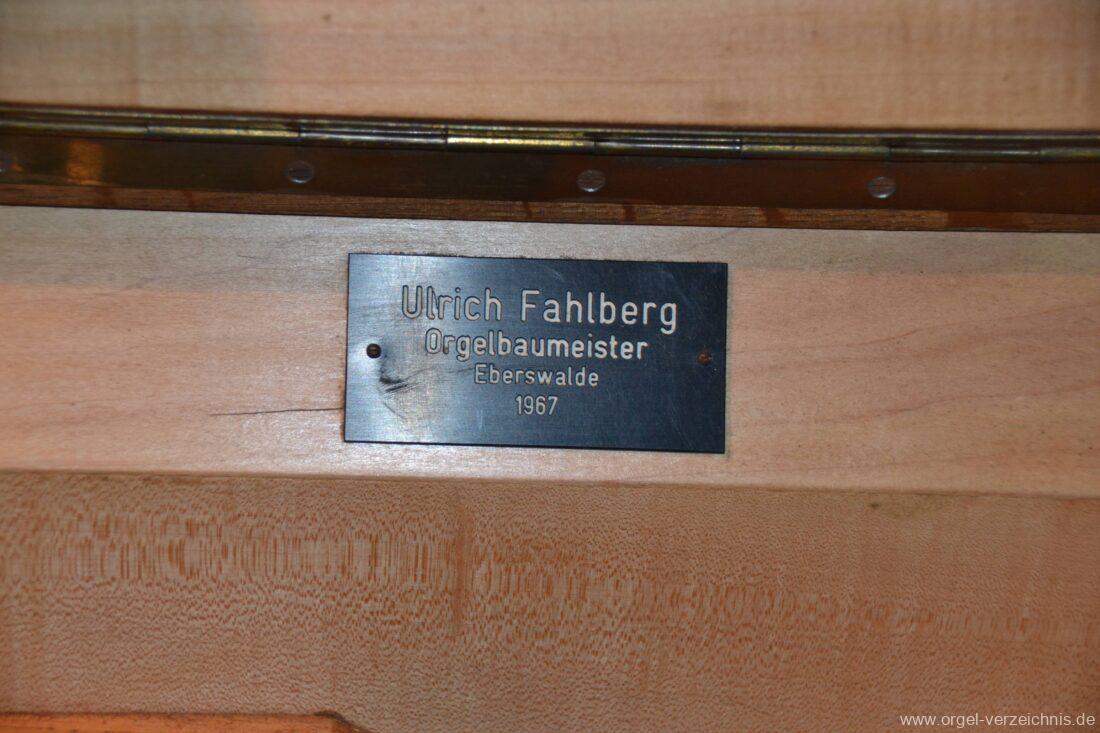 Ulrich Fahlberg
Orgelbaumeister
Eberswalde
1967
www.orgel-verzeichnis.de